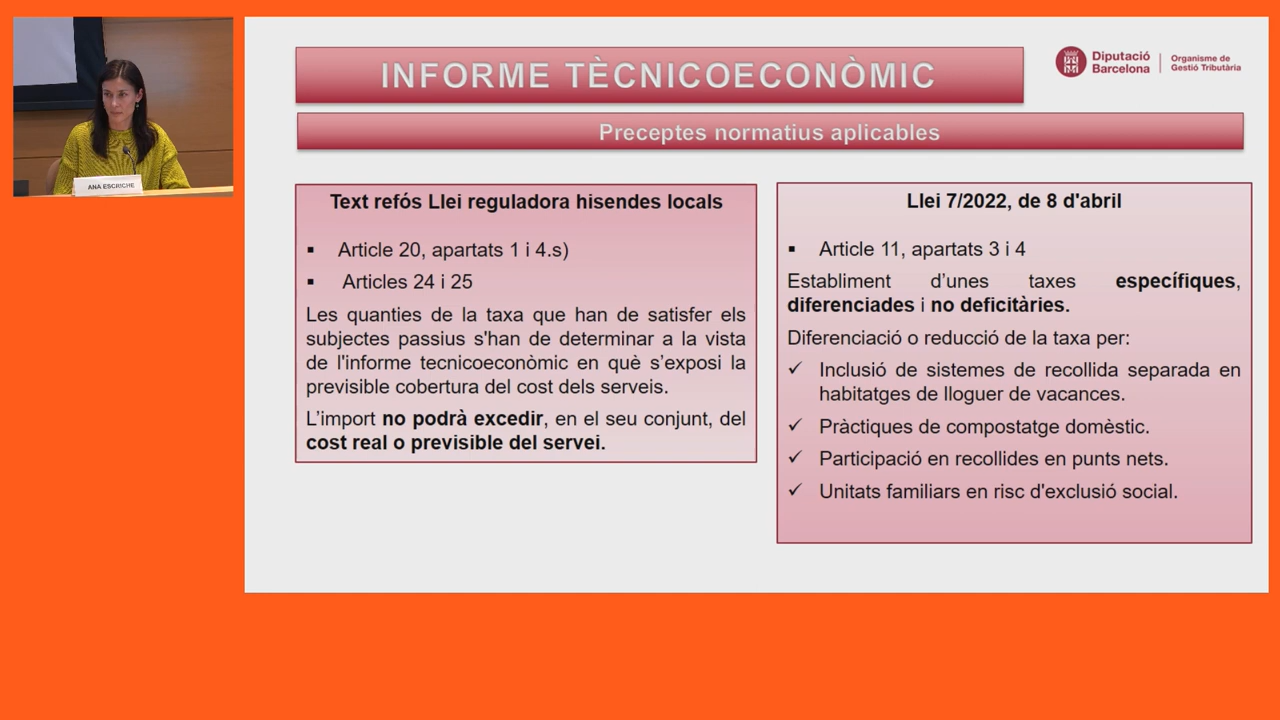 INFORME TÈCNICOECONÒMIC
Diputació
Barcelona
Organisme de
Gestió Tributària
Preceptes normatius aplicables
ANA ESCRICHE
Text refós Llei reguladora hisendes locals
▪ Article 20, apartats 1 i 4.s)
▪ Articles 24 i 25
Les quanties de la taxa que han de satisfer els
subjectes passius s'han de determinar a la vista
de l'informe tecnicoeconòmic en què s’exposi la
previsible cobertura del cost dels serveis.
L’import no podrà excedir, en el seu conjunt, del
cost real o previsible del servei.
Llei 7/2022, de 8 d'abril
▪ Article 11, apartats 3 i 4
Establiment d’unes taxes específiques,
diferenciades i no deficitàries.
Diferenciació o reducció de la taxa per:
✓ Inclusió de sistemes de recollida separada en
habitatges de lloguer de vacances.
✓ Pràctiques de compostatge domèstic.
✓ Participació en recollides en punts nets.
✓ Unitats familiars en risc d'exclusió social.